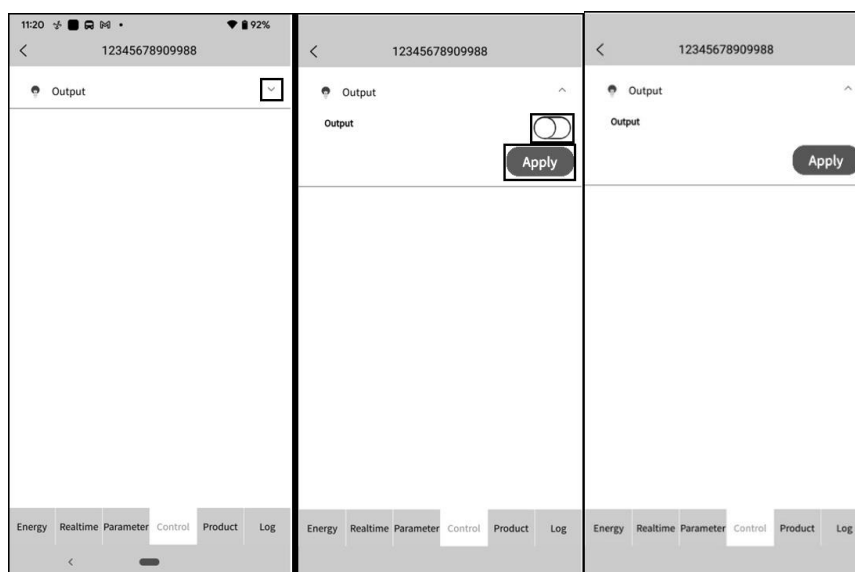 11:20 92%
12345678909988
Output
Energy Realtime Parameter Control Product Log
12345678909988
Output
Output
Apply
Energy Realtime Parameter Control Product Log
12345678909988
Output
Output
Apply
Energy Realtime Parameter Control Product Log